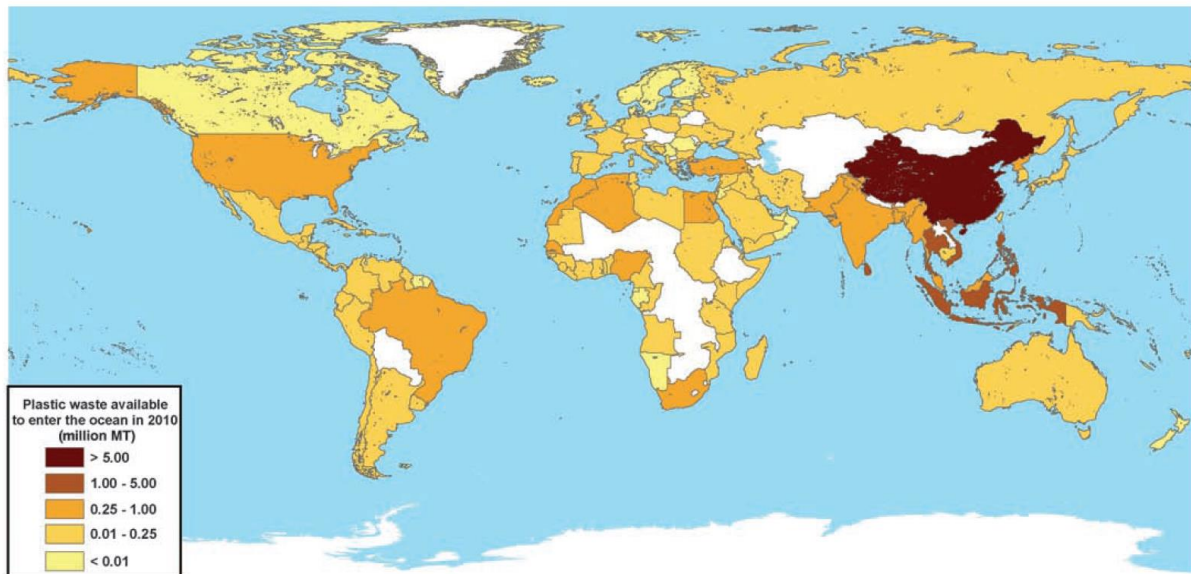 Plastic waste available
to enter the ocean in 2010
(million MT)
> 5.00
1.00 - 5.00
0.25 - 1.00
0.01 - 0.25
< 0.01